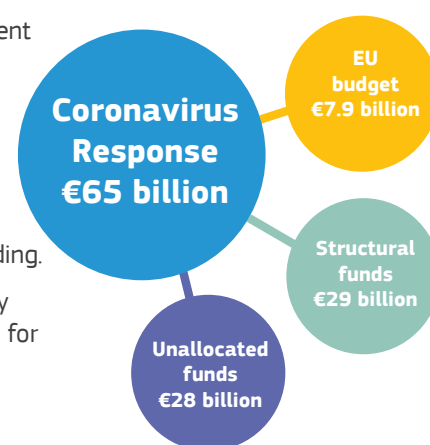 ent
Coronavirus
Response
€65 billion
EU
budget
€7.9 billion
ding.
y
for
Structural
funds
€29 billion
Unallocated
funds
€28 billion